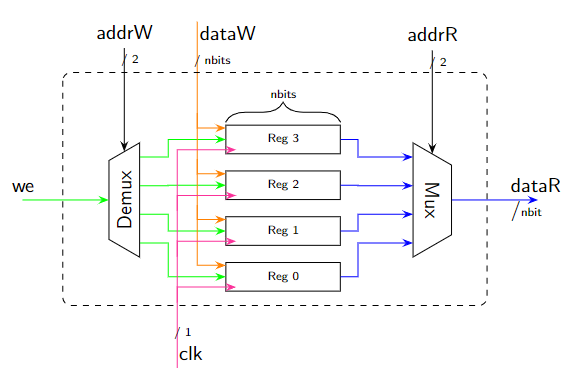 addrW
dataW
addrR
2
nbits
2
nbits
Reg 3
we
Demux
Reg 2
Mux
dataR
nbit
Reg 1
Reg 0
1
clk